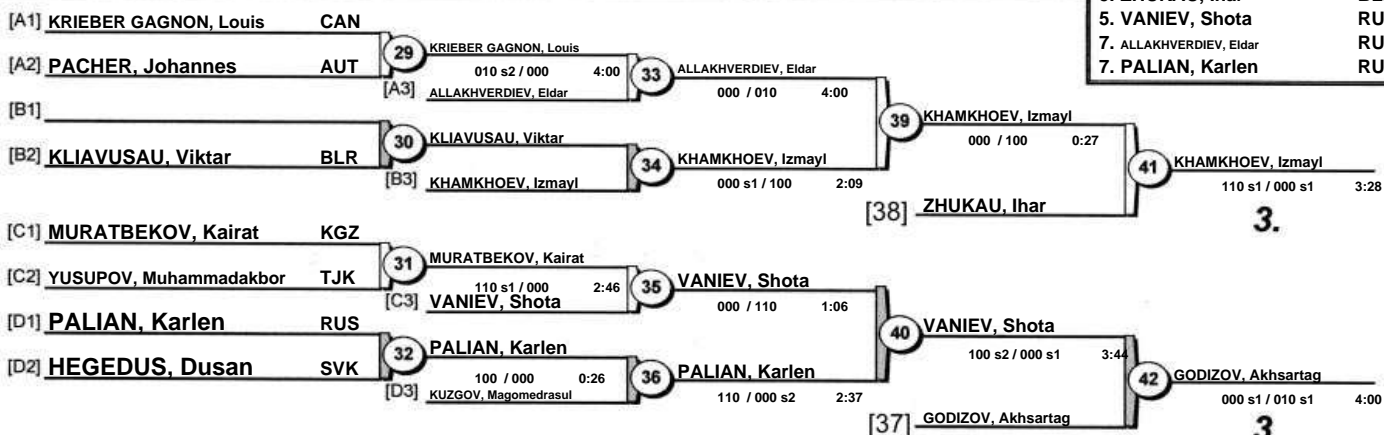 5. VANIEV, Shota RU
7. ALLAKHVERDIEV, Eldar RU
7. PALIAN, Karlen RU
[A1] KRIEBER GAGNON, Louis CAN
[A2] PACHER, Johannes AUT
29
[A3]
KRIEBER GAGNON, Louis
010 s2 / 000 4:00
ALLAKHVERDIEV, Eldar
33
ALLAKHVERDIEV, Eldar
000 / 010 4:00
[B1]
[B2] KLIAVUSAU, Viktar BLR
30
[B3]
KLIAVUSAU, Viktar
KHAMKHOEV, Izmayl
34
KHAMKHOEV, Izmayl
000 s1 / 100 2:09
39
KHAMKHOEV, Izmayl
000 / 100 0:27
[38] ZHUKAU, Ihar
41
KHAMKHOEV, Izmayl
110 s1 / 000 s1 3:28
3.
[C1] MURATBEKOV, Kairat KGZ
[C2] YUSUPOV, Muhammadakbor TJK
31
[C3]
MURATBEKOV, Kairat
110 s1 / 000 2:46
VANIEV, Shota
35
VANIEV, Shota
000 / 110 1:06
[D1] PALIAN, Karlen RUS
[D2] HEGEDUS, Dusan SVK
32
[D3]
PALIAN, Karlen
100 / 000 0:26
KUZGOV, Magomedrasul
36
PALIAN, Karlen
110 / 000 s2 2:37
40
VANIEV, Shota
100 s2 / 000 s1 3:44
[37] GODIZOV, Akhsartag
42
GODIZOV, Akhsartag
000 s1 / 010 s1 4:00
3